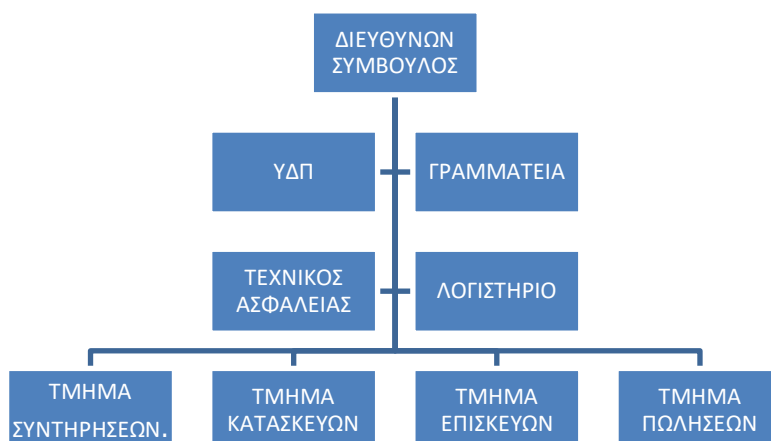 ΔΙΕΥΘΥΝΩΝ
ΣΥΜΒΟΥΛΟΣ
ΥΔΠ
ΓΡΑΜΜΑΤΕΙΑ
ΤΕΧΝΙΚΟΣ
ΑΣΦΑΛΕΙΑΣ
ΛΟΓΙΣΤΗΡΙΟ
ΤΜΗΜΑ
ΣΥΝΤΗΡΗΣΕΩΝ.
ΤΜΗΜΑ
ΚΑΤΑΣΚΕΥΩΝ
ΤΜΗΜΑ
ΕΠΙΣΚΕΥΩΝ
ΤΜΗΜΑ
ΠΩΛΗΣΕΩΝ